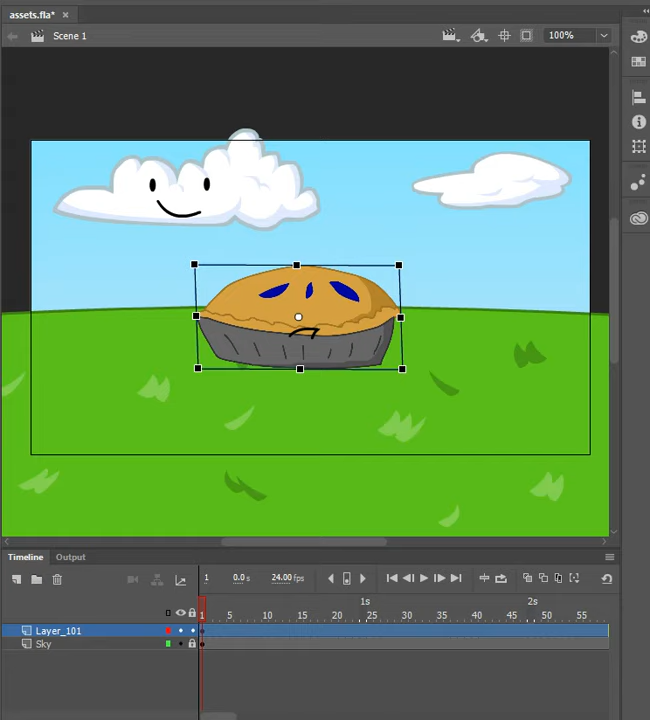 assets.fla*
Scene 1
100%
Timeline
Output
1
0.0 s
24.00 fps
1s
2s
1
5
10
15
20
25
30
35
40
45
50
55
Layer_101
Sky